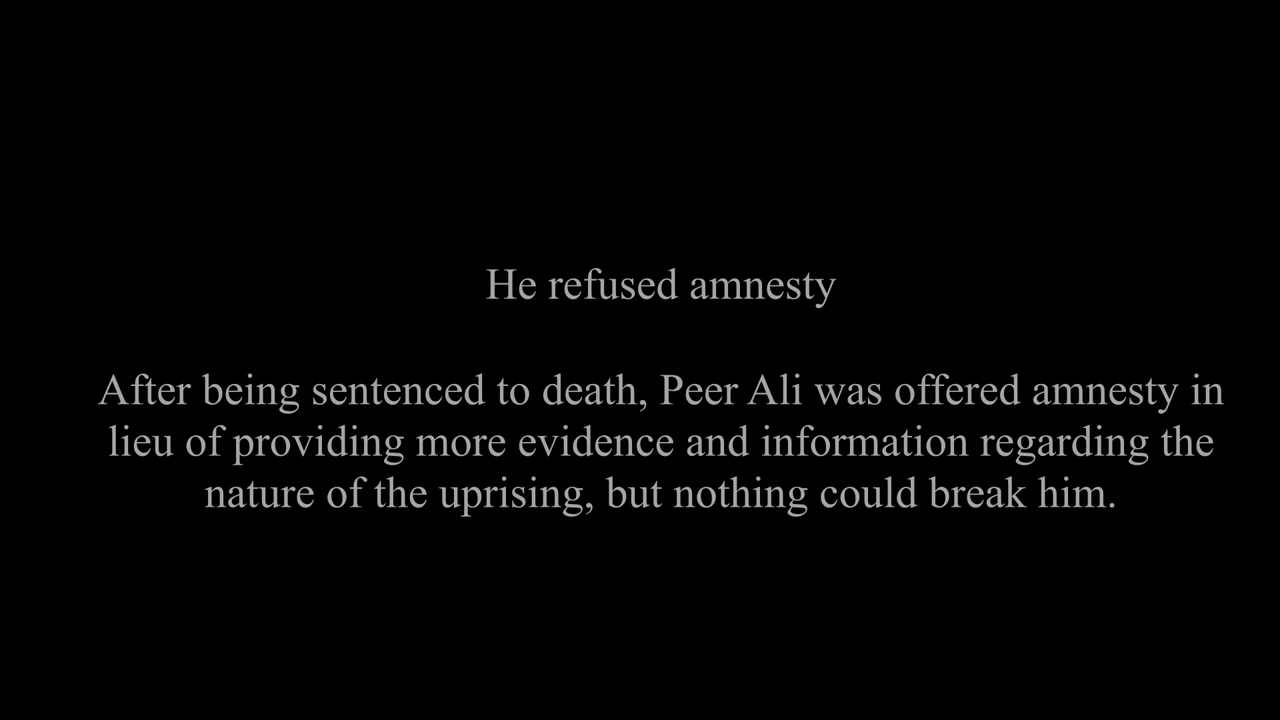 He refused amnesty
After being sentenced to death, Peer Ali was offered amnesty in
lieu of providing more evidence and information regarding the
nature of the uprising, but nothing could break him.